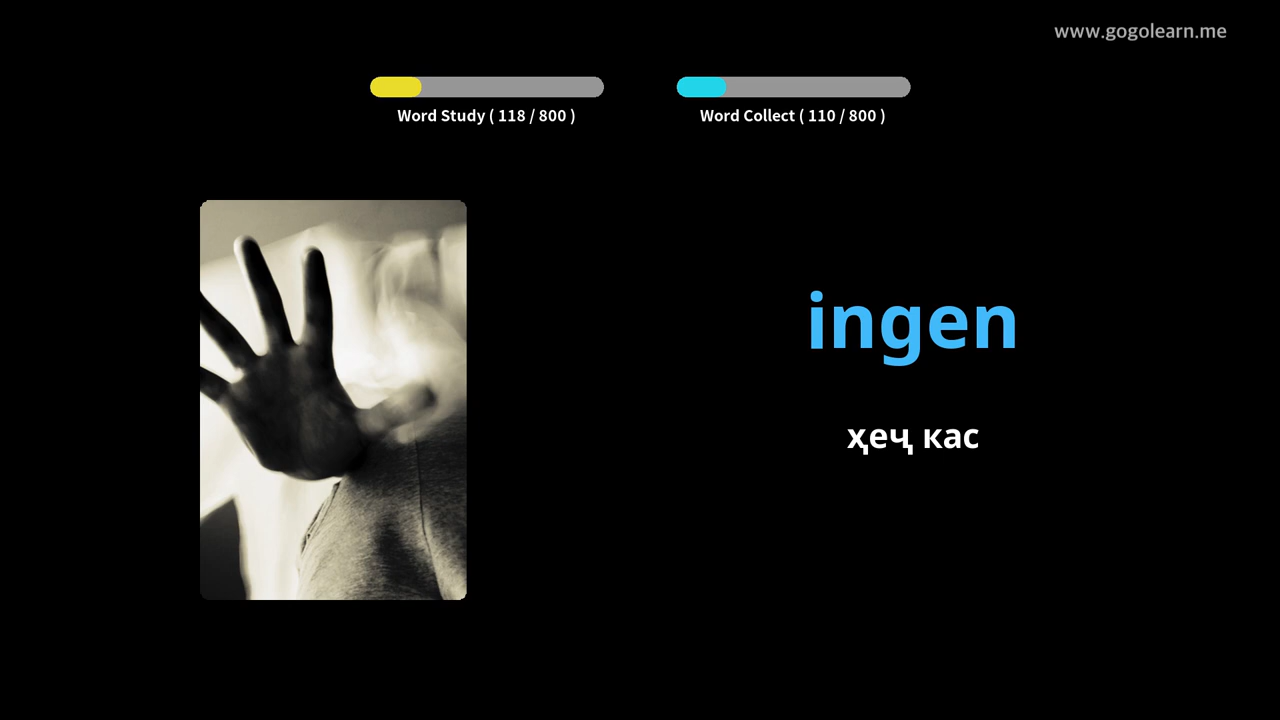 www.gogolearn.me
Word Study ( 118 / 800 )
Word Collect ( 110 / 800 )
ingen
ҳеҷ кас